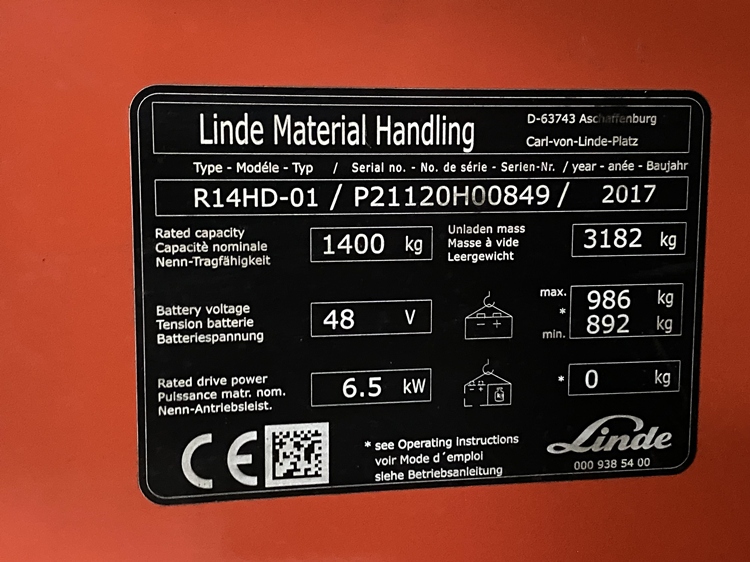 Linde Material Handling
D-63743 Aschaffenburg
Carl-von-Linde-Platz
Type - Modéle - Typ / Serial no. - No. de série - Serien-Nr. / year - anée - Baujahr
R14HD-01 / P21120H00849 / 2017
Rated capacity
Capacitè nominale
Nenn-Tragfähigkeit
1400 kg
Unladen mass
Masse à vide
Leergewicht
3182 kg
Battery voltage
Tension batterie
Batteriespannung
48 V
- +
max.
*
min.
986 kg
892 kg
Rated drive power
Puissance matr. nom.
Nenn-Antriebsleist.
6.5 kW
- +
kg
* 0 kg
CE
* see Operating instructions
voir Mode d´emploi
siehe Betriebsanleitung
Linde
000 938 54 00